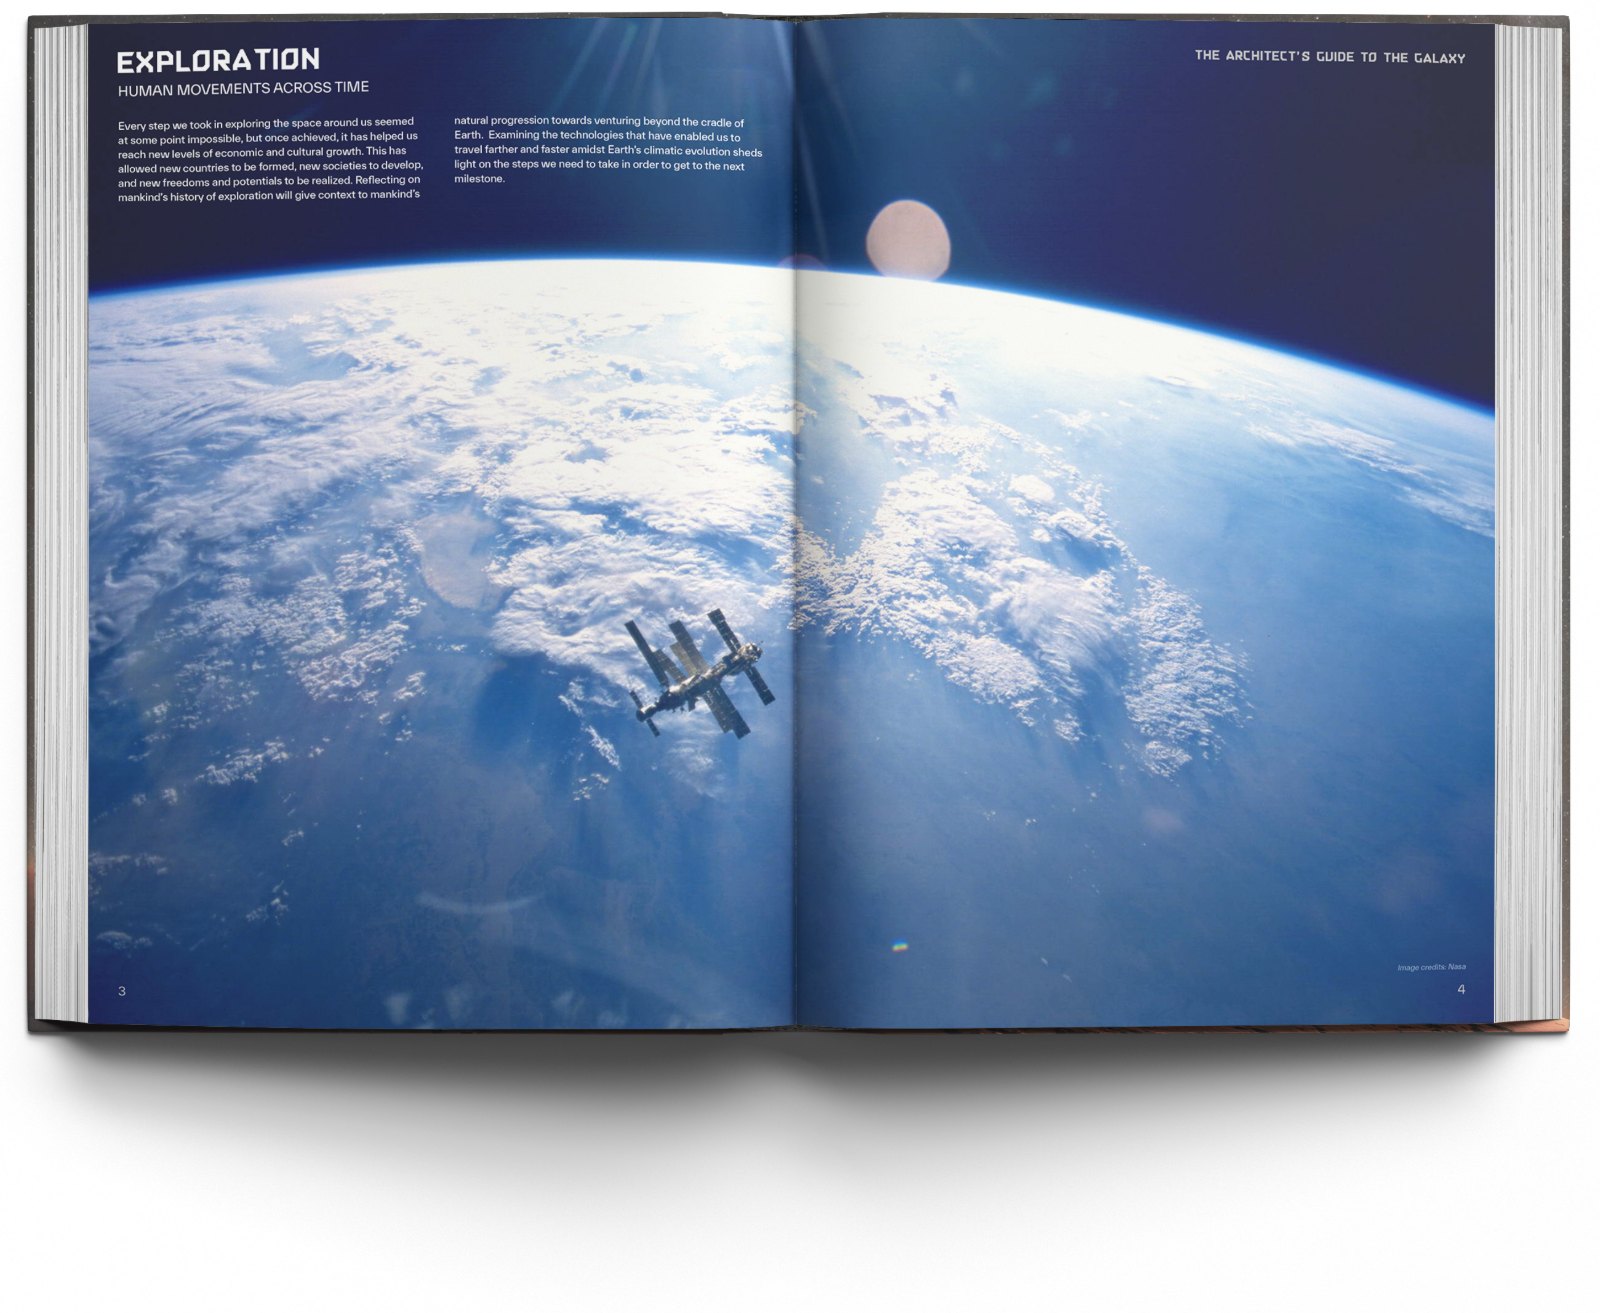 EXPLORATION
HUMAN MOVEMENTS ACROSS TIME
Every step we took in exploring the space around us seemed
at some point impossible, but once achieved, it has helped us
reach new levels of economic and cultural growth. This has
allowed new countries to be formed, new societies to develop,
and new freedoms and potentials to be realized. Reflecting on
mankind's history of exploration will give context to mankind's
natural progression towards venturing beyond the cradle of
Earth.  Examining the technologies that have enabled us to
travel farther and faster amidst Earth's climatic evolution sheds
light on the steps we need to take in order to get to the next
milestone.
3
THE ARCHITECT'S GUIDE TO THE GALAXY
Image credits: Nasa
4